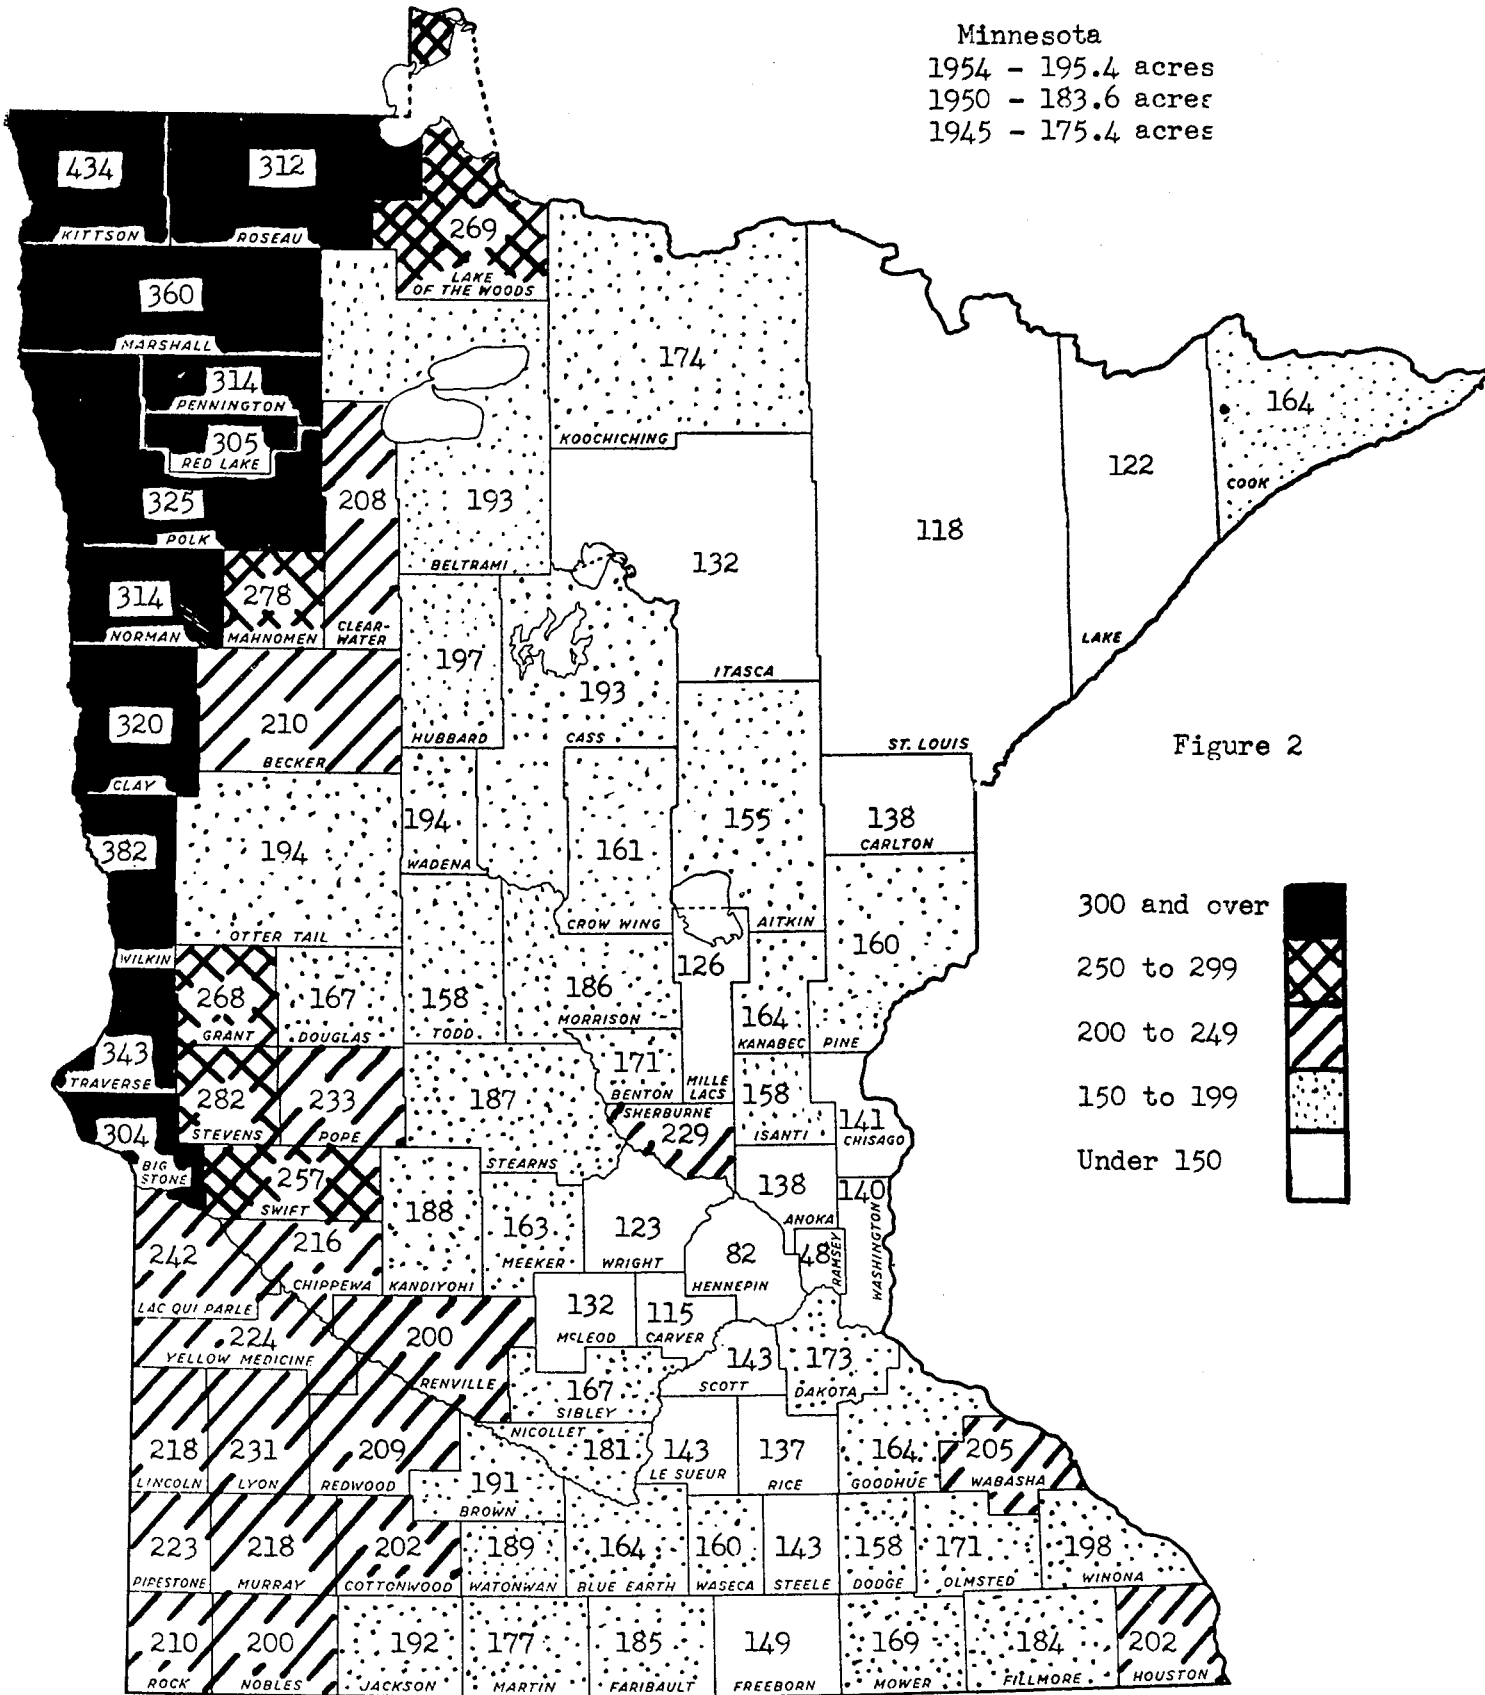 Minnesota
1954 - 195.4 acres
1950 - 183.6 acres
1945 - 175.4 acres
434
KITTSON
312
ROSEAU
269
LAKE
OF THE WOODS
360
MARSHALL
174
KOOCHICHING
314
PENNINGTON
305
RED LAKE
325
POLK
208
CLEAR-
WATER
193
BELTRAMI
118
ST. LOUIS
122
LAKE
164
COOK
132
ITASCA
314
NORMAN
278
MAHNOMEN
197
HUBBARD
193
CASS
320
CLAY
210
BECKER
Figure 2
382
WILKIN
194
OTTER TAIL
194
WADENA
161
CROW WING
155
AITKIN
138
CARLTON
300 and over
250 to 299
200 to 249
150 to 199
Under 150
268
GRANT
167
DOUGLAS
158
TODD
186
MORRISON
126
MILLE
LACS
164
KANABEC
160
PINE
343
TRAVERSE
282
STEVENS
233
POPE
187
STEARNS
171
BENTON
SHERBURNE
229
158
ISANTI
141
CHISAGO
304
BIG
STONE
257
SWIFT
188
KANDIYOHI
163
MEEKER
123
WRIGHT
138
ANOKA
140
WASHINGTON
242
LAC QUI PARLE
216
CHIPPEWA
82
HENNEPIN
48
RAMSEY
224
YELLOW MEDICINE
200
RENVILLE
132
McLEOD
115
CARVER
143
SCOTT
173
DAKOTA
167
SIBLEY
218
LINCOLN
231
LYON
209
REDWOOD
191
BROWN
NICOLLET
181
143
LE SUEUR
137
RICE
164
GOODHUE
205
WABASHA
223
PIPESTONE
218
MURRAY
202
COTTONWOOD
189
WATONWAN
164
BLUE EARTH
160
WASECA
143
STEELE
158
DODGE
171
OLMSTED
198
WINONA
210
ROCK
200
NOBLES
192
JACKSON
177
MARTIN
185
FARIBAULT
149
FREEBORN
169
MOWER
184
FILLMORE
202
HOUSTON